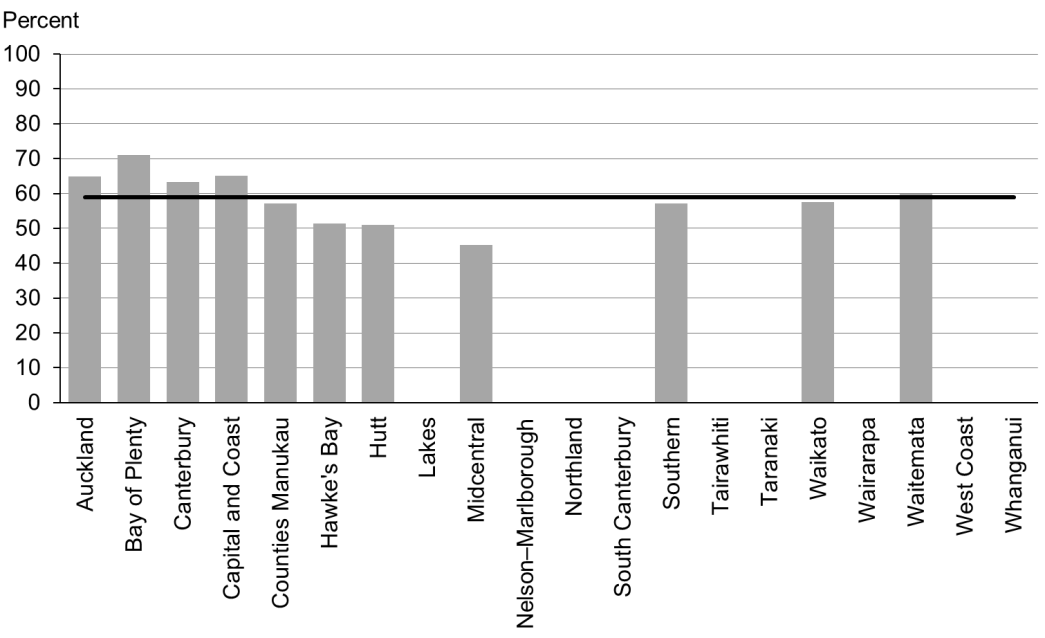 Percent
100
90
80
70
60
50
40
30
20
10
0
Auckland
Bay of Plenty
Canterbury
Capital and Coast
Counties Manukau
Hawke's Bay
Hutt
Lakes
Midcentral
Nelson–Marlborough
Northland
South Canterbury
Southern
Tairawhiti
Taranaki
Waikato
Wairarapa
Waitemata
West Coast
Whanganui